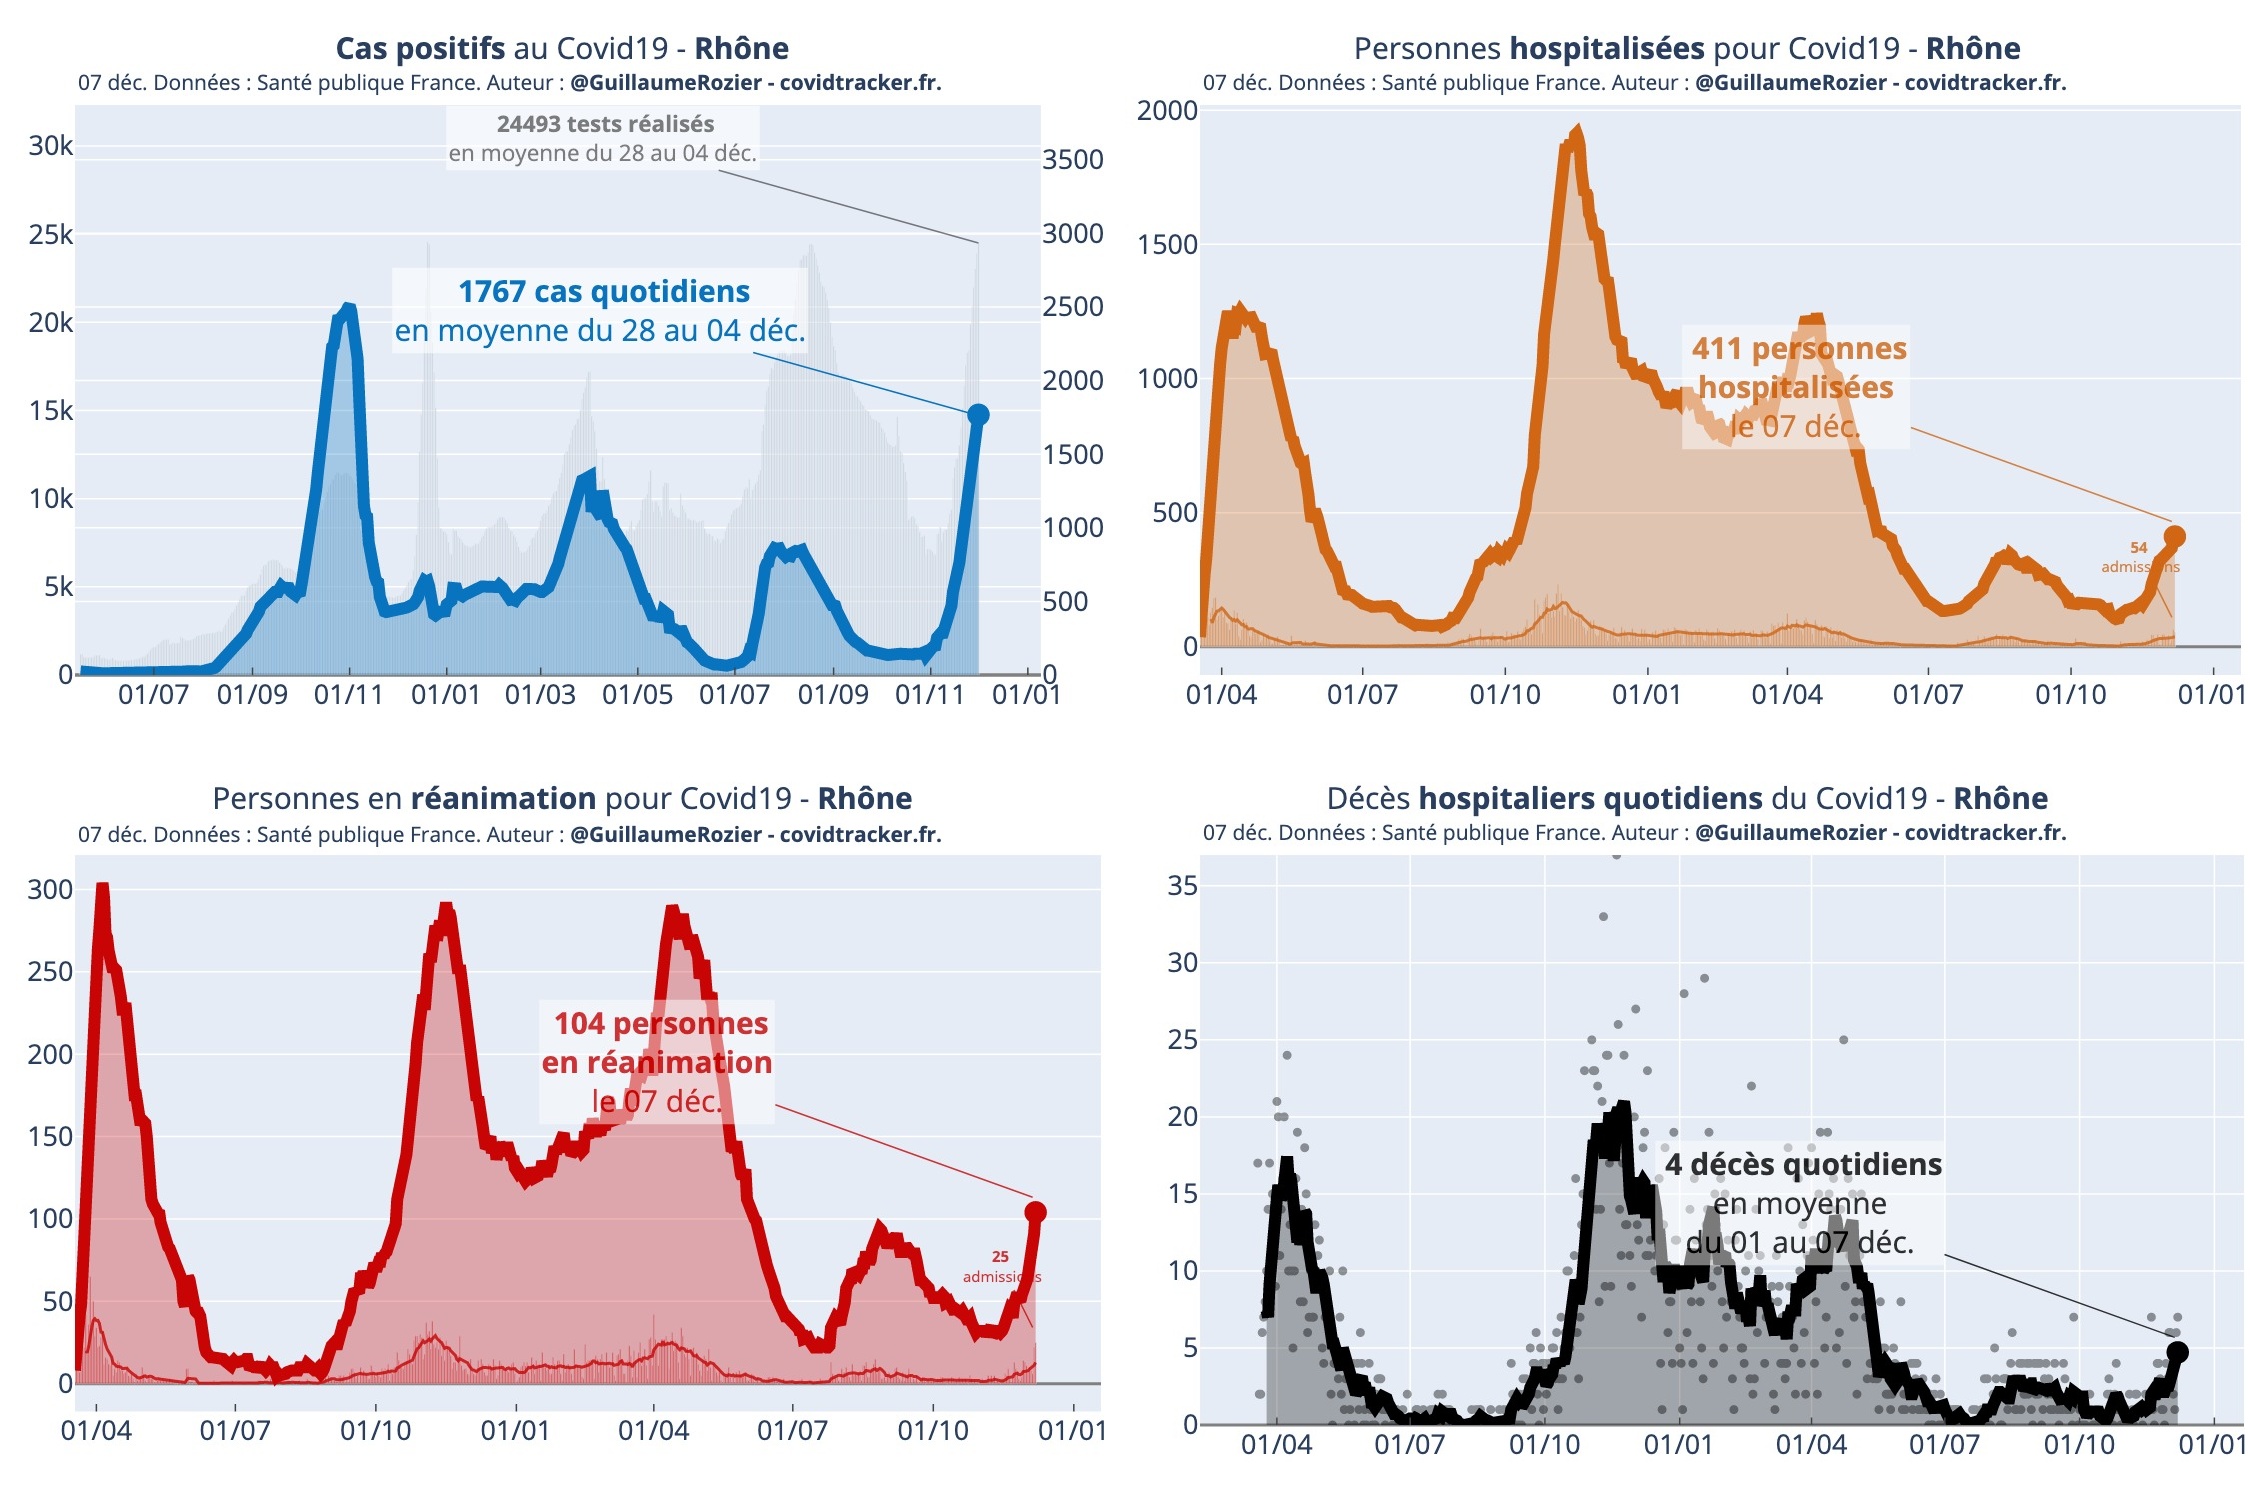 Cas positifs au Covid19 - Rhône
07 déc. Données : Santé publique France. Auteur : @GuillaumeRozier - covidtracker.fr.
24493 tests réalisés
en moyenne du 28 au 04 déc.
1767 cas quotidiens
en moyenne du 28 au 04 déc.
30k
25k
20k
15k
10k
5k
0
3500
3000
2500
2000
1500
1000
500
0
01/07 01/09 01/11 01/01 01/03 01/05 01/07 01/09 01/11 01/01
Personnes hospitalisées pour Covid19 - Rhône
07 déc. Données : Santé publique France. Auteur : @GuillaumeRozier - covidtracker.fr.
2000
1500
1000
500
0
411 personnes
hospitalisées
le 07 déc.
54
admissions
01/04 01/07 01/10 01/01 01/04 01/07 01/10 01/01
Personnes en réanimation pour Covid19 - Rhône
07 déc. Données : Santé publique France. Auteur : @GuillaumeRozier - covidtracker.fr.
300
250
200
150
100
50
0
104 personnes
en réanimation
le 07 déc.
25
admissions
01/04 01/07 01/10 01/01 01/04 01/07 01/10 01/01
Décès hospitaliers quotidiens du Covid19 - Rhône
07 déc. Données : Santé publique France. Auteur : @GuillaumeRozier - covidtracker.fr.
35
30
25
20
15
10
5
0
4 décès quotidiens
en moyenne
du 01 au 07 déc.
01/04 01/07 01/10 01/01 01/04 01/07 01/10 01/01